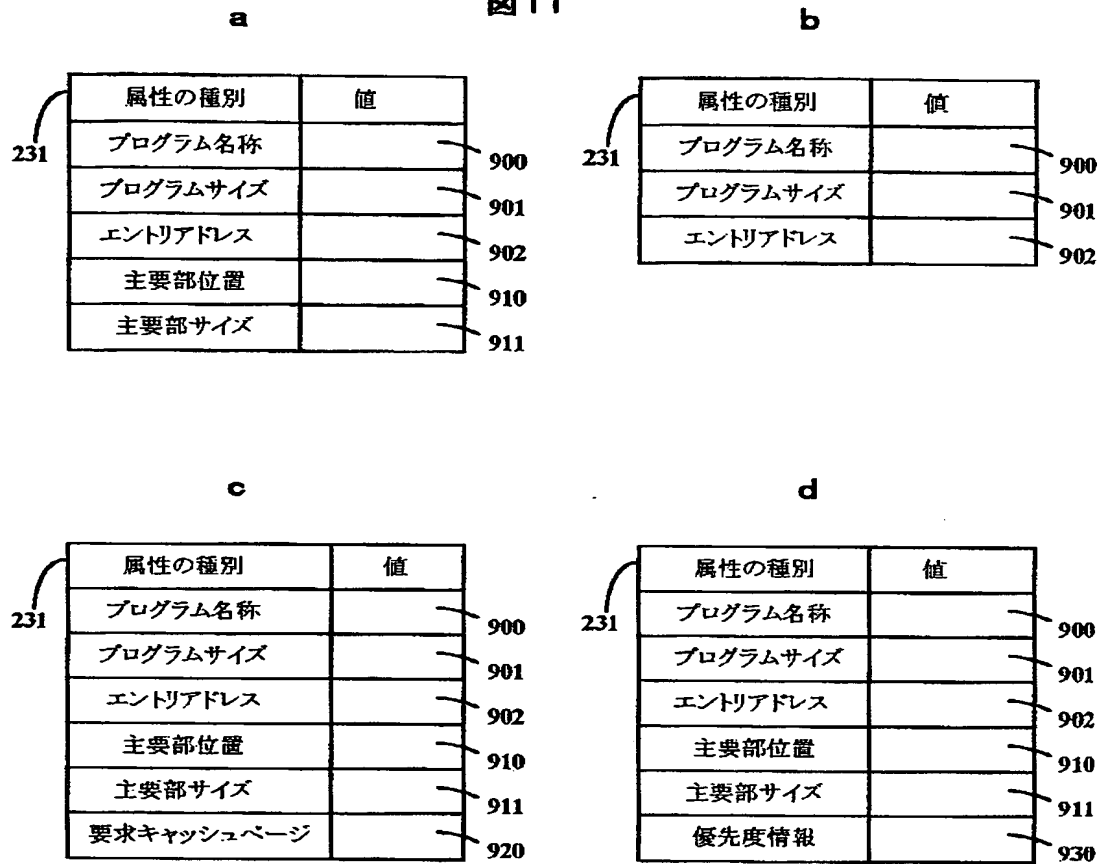 図11
a
属性の種別 値
231
プログラム名称 900
プログラムサイズ 901
エントリアドレス 902
主要部位置 910
主要部サイズ 911
b
属性の種別 値
231
プログラム名称 900
プログラムサイズ 901
エントリアドレス 902
c
属性の種別 値
231
プログラム名称 900
プログラムサイズ 901
エントリアドレス 902
主要部位置 910
主要部サイズ 911
要求キャッシュページ 920
d
属性の種別 値
231
プログラム名称 900
プログラムサイズ 901
エントリアドレス 902
主要部位置 910
主要部サイズ 911
優先度情報 930